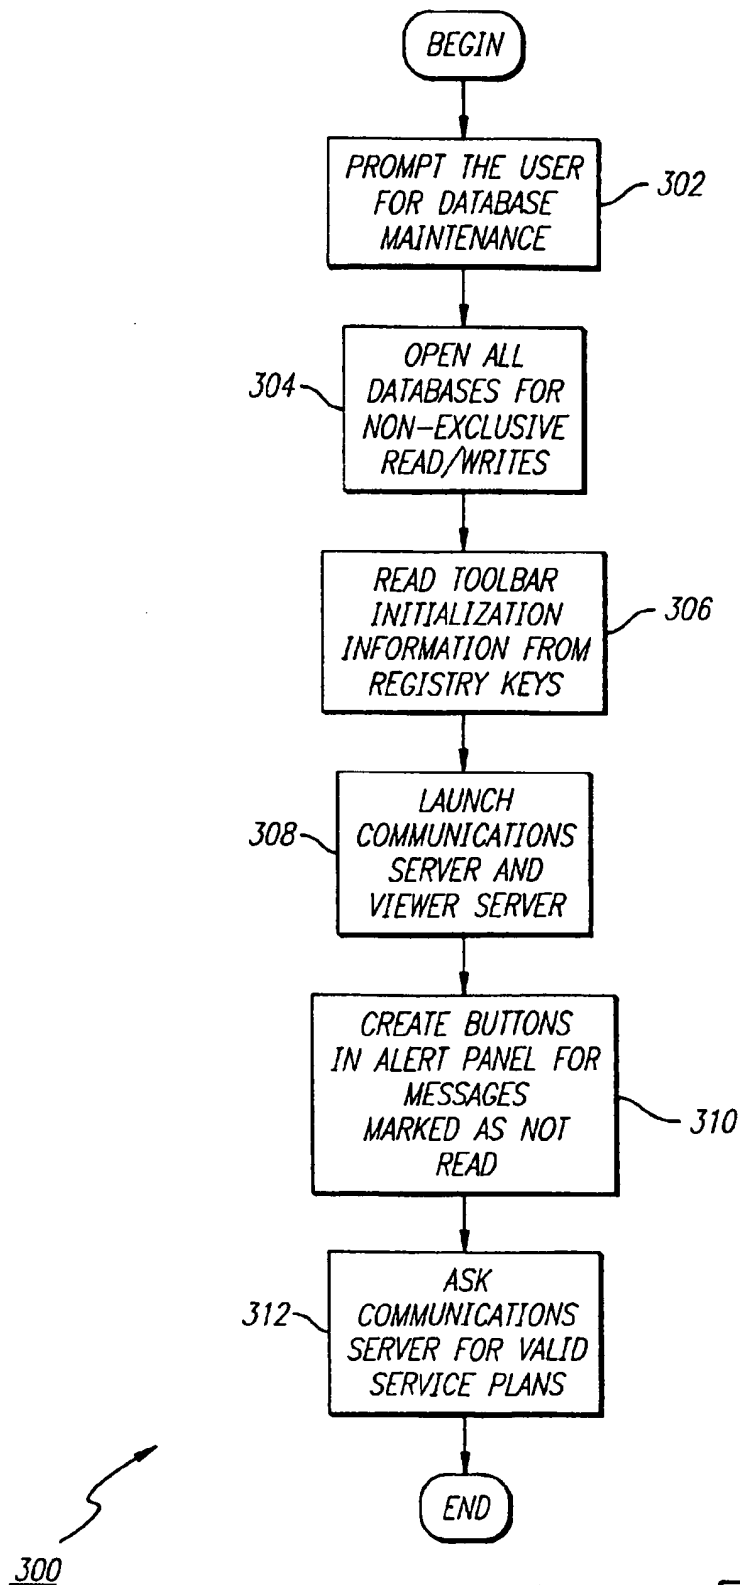 BEGIN
PROMPT THE USER
FOR DATABASE
MAINTENANCE
302
OPEN ALL
DATABASES FOR
NON-EXCLUSIVE
READ/WRITES
304
READ TOOLBAR
INITIALIZATION
INFORMATION FROM
REGISTRY KEYS
306
LAUNCH
COMMUNICATIONS
SERVER AND
VIEWER SERVER
308
CREATE BUTTONS
IN ALERT PANEL FOR
MESSAGES
MARKED AS NOT
READ
310
ASK
COMMUNICATIONS
SERVER FOR VALID
SERVICE PLANS
312
END
300